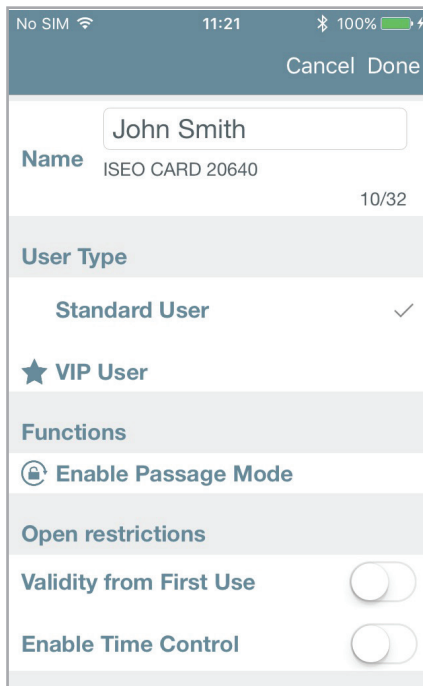 No SIM 11:21 100%
Cancel Done
John Smith
Name
ISEO CARD 20640
10/32
User Type
Standard User
VIP User
Functions
Enable Passage Mode
Open restrictions
Validity from First Use
Enable Time Control